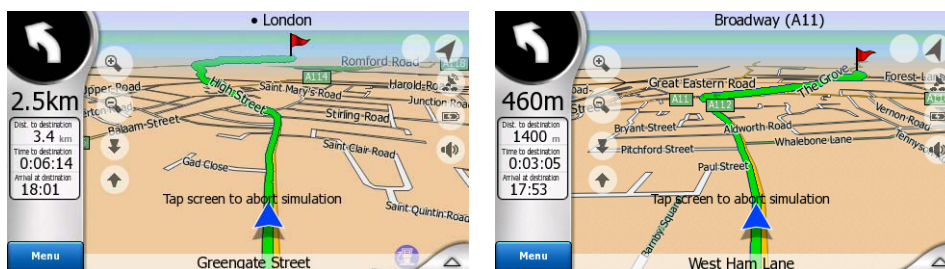 • London
Romford Road
A114
Upper Road
High Street
Saint Mary's Road
Harold-Ro
Junction Roa
2.5km
Balaam-Street
Stirling-Road
Dist. to destination
3.4 km
Saint Clair Road
Time to destination
0:06:14
Gad Close
Arrival at destination
18:01
Tap screen to abort simulation
Saint Quintin Road
Menu
Greengate Street
Broadway (A11)
Great Eastern Road
The Grove
Forest-Lan
A11
A112
460m
Vernon-Road
Bryant-Street
Aldworth Road
Dist. to destination
1400 m
Pitchford Street
Whalebone Lane
Time to destination
0:03:05
Paul Street
Arrival at destination
17:53
Tap screen to abort simulation
Barnby Square
Menu
West Ham Lane